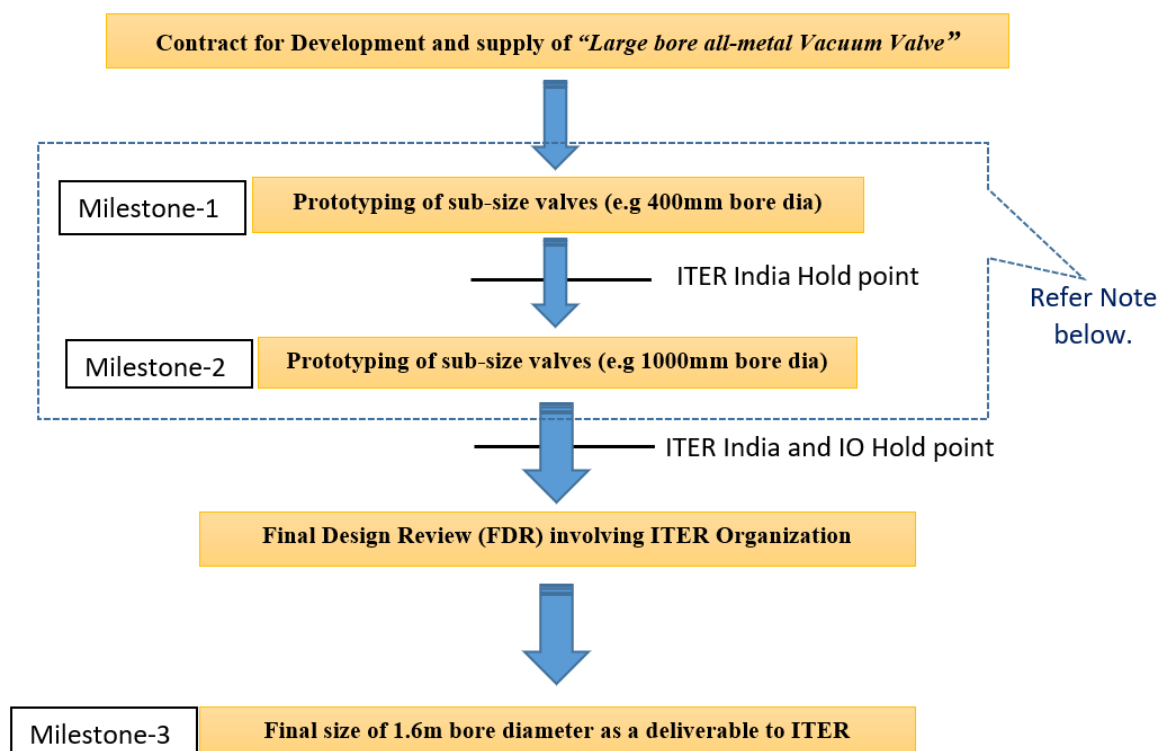 Contract for Development and supply of “Large bore all-metal Vacuum Valve”
Milestone-1
Prototyping of sub-size valves (e.g 400mm bore dia)
ITER India Hold point
Refer Note
below.
Milestone-2
Prototyping of sub-size valves (e.g 1000mm bore dia)
ITER India and IO Hold point
Final Design Review (FDR) involving ITER Organization
Milestone-3
Final size of 1.6m bore diameter as a deliverable to ITER